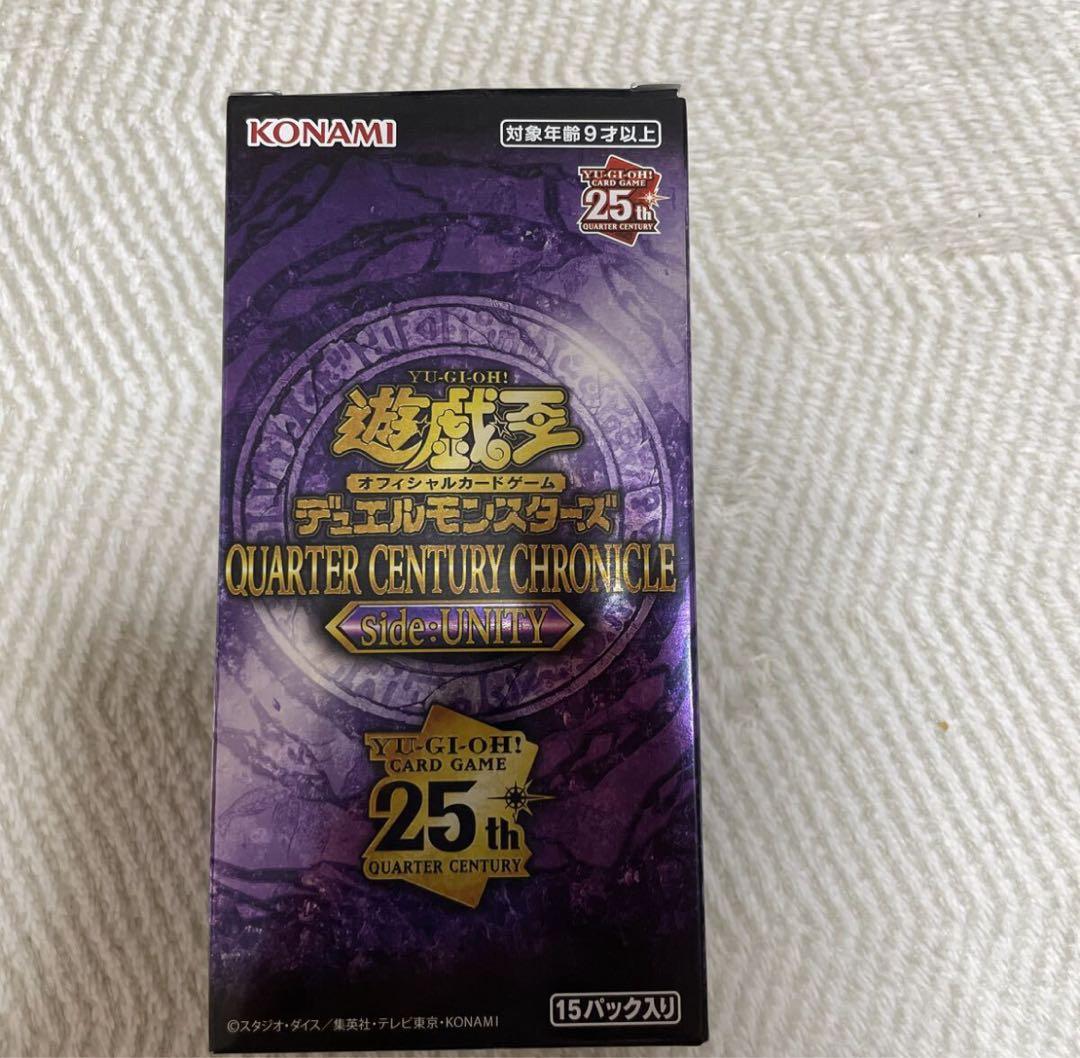 KONAMI
対象年齢9才以上
YU-GI-OH!
CARD GAME
25th
QUARTER CENTURY
YU-GI-OH!
遊☆戯☆王
オフィシャルカードゲーム
デュエルモンスターズ
QUARTER CENTURY CHRONICLE
side:UNITY
YU-GI-OH!
CARD GAME
25th
QUARTER CENTURY
15パック入り
©スタジオ・ダイス／集英社・テレビ東京・KONAMI